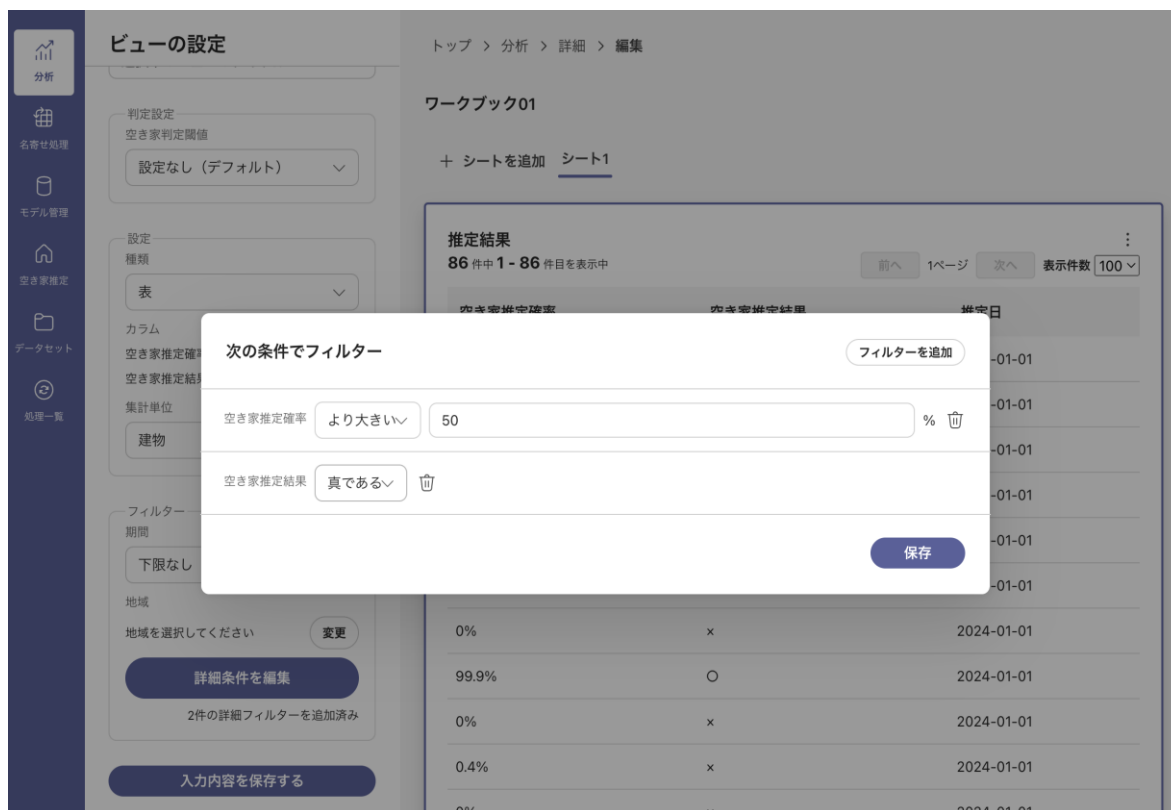 分析
名寄せ処理
モデル管理
空き家推定
データセット
処理一覧
ビューの設定
判定設定
空き家判定閾値
設定なし（デフォルト）
設定
種類
表
カラム
空き家推定確率
空き家推定結果
集計単位
建物
フィルター
期間
下限なし
地域
地域を選択してください 変更
詳細条件を編集
2件の詳細フィルターを追加済み
入力内容を保存する
トップ > 分析 > 詳細 > 編集
ワークブック01
＋ シートを追加 シート1
推定結果
86 件中 1 - 86 件目を表示中 前へ 1ページ 次へ 表示件数 100
空き家推定確率 空き家推定結果 推定日
-01-01
-01-01
-01-01
-01-01
-01-01
-01-01
次の条件でフィルター フィルターを追加
空き家推定確率 より大きい 50 %
空き家推定結果 真である
保存
0% × 2024-01-01
99.9% ○ 2024-01-01
0% × 2024-01-01
0.4% × 2024-01-01